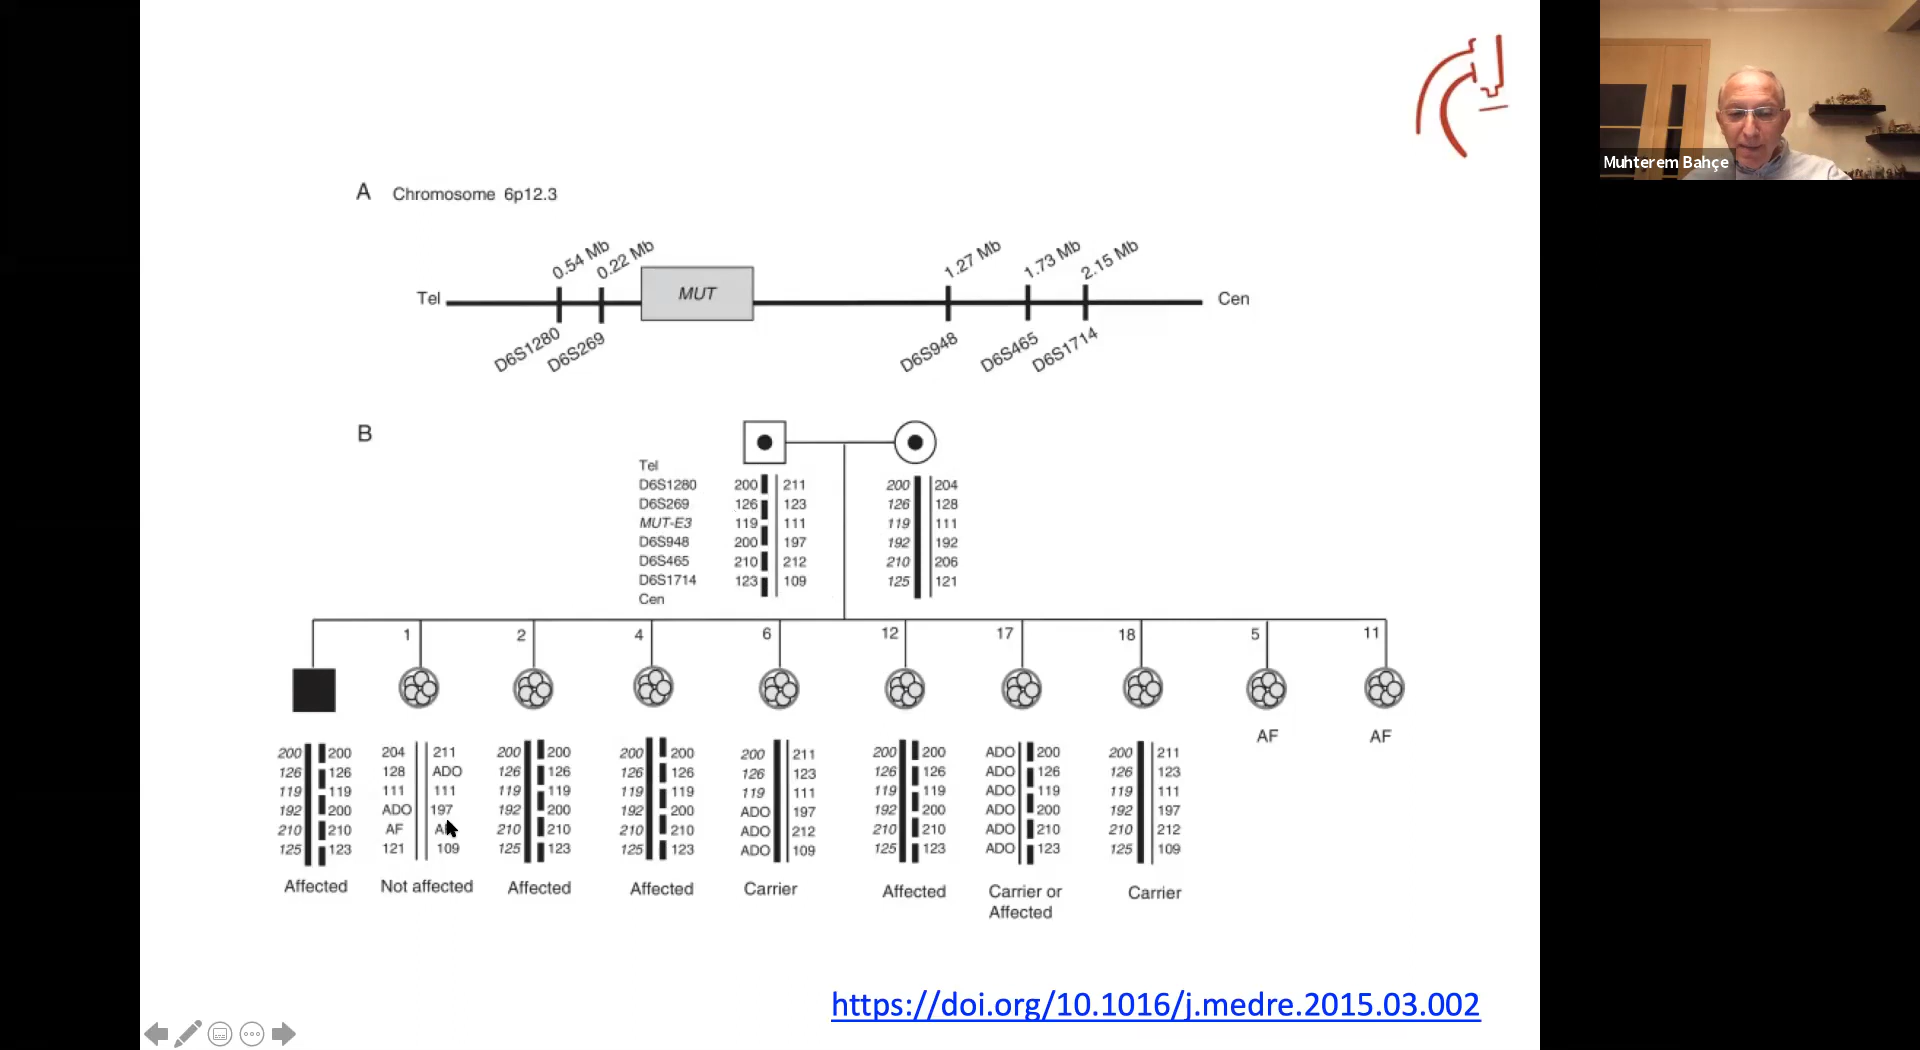 Muhterem Bahçe
A Chromosome 6p12.3
0.54 Mb 0.22 Mb 1.27 Mb 1.73 Mb 2.15 Mb
Tel MUT Cen
D6S1280 D6S269 D6S948 D6S465 D6S1714
B
Tel
D6S1280 200 211 200 204
D6S269 126 123 126 128
MUT-E3 119 111 119 111
D6S948 200 197 192 192
D6S465 210 212 210 206
D6S1714 123 109 125 121
Cen
1 2 4 6 12 17 18 5 11
AF AF
200 200 204 211 200 200 200 200 200 211 200 200 ADO 200 200 211
126 126 128 ADO 126 126 126 126 126 123 126 126 ADO 126 126 123
119 119 111 111 119 119 119 119 119 111 119 119 ADO 119 119 111
192 200 ADO 197 192 200 192 200 ADO 197 192 200 ADO 200 192 197
210 210 AF 210 210 210 210 ADO 212 210 210 ADO 210 210 212
125 123 121 109 125 123 125 123 ADO 109 125 123 ADO 123 125 109
Affected Not affected Affected Affected Carrier Affected Carrier or Carrier
Affected
https://doi.org/10.1016/j.medre.2015.03.002